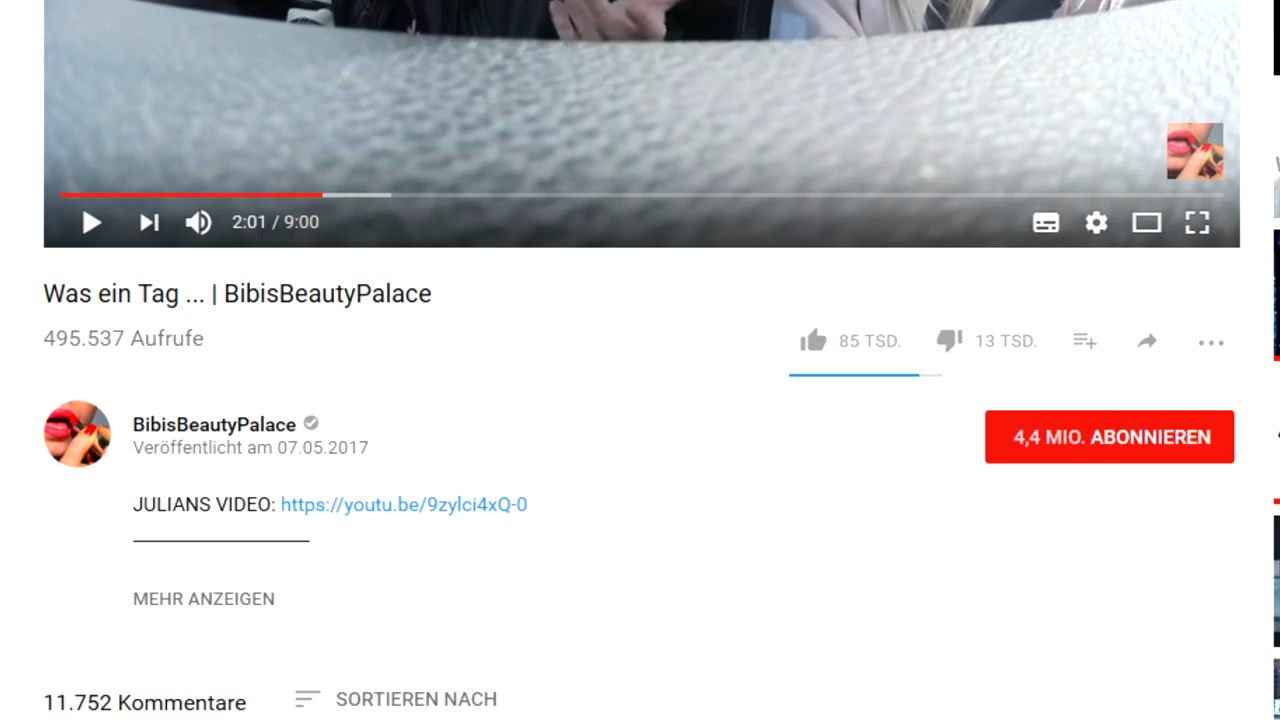 2:01 / 9:00
Was ein Tag ... | BibisBeautyPalace
495.537 Aufrufe
85 TSD.
13 TSD.
BibisBeautyPalace
Veröffentlicht am 07.05.2017
4,4 MIO. ABONNIEREN
JULIANS VIDEO: https://youtu.be/9zylci4xQ-0
MEHR ANZEIGEN
11.752 Kommentare
SORTIEREN NACH